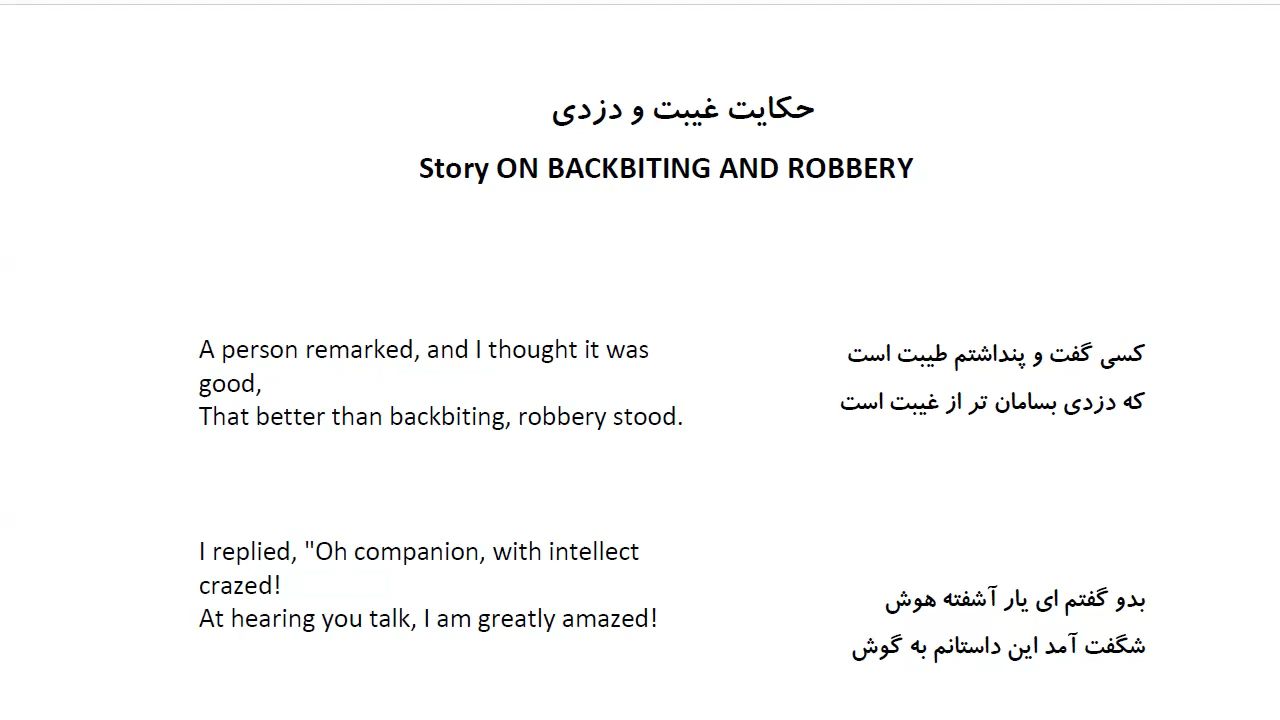 حکایت غیبت و دزدی
Story ON BACKBITING AND ROBBERY
A person remarked, and I thought it was
good,
That better than backbiting, robbery stood.
کسی گفت و پنداشتم طیبت است
که دزدی بسامان تر از غیبت است
I replied, "Oh companion, with intellect
crazed!
At hearing you talk, I am greatly amazed!
بدو گفتم ای یار آشفته هوش
شگفت آمد این داستانم به گوش